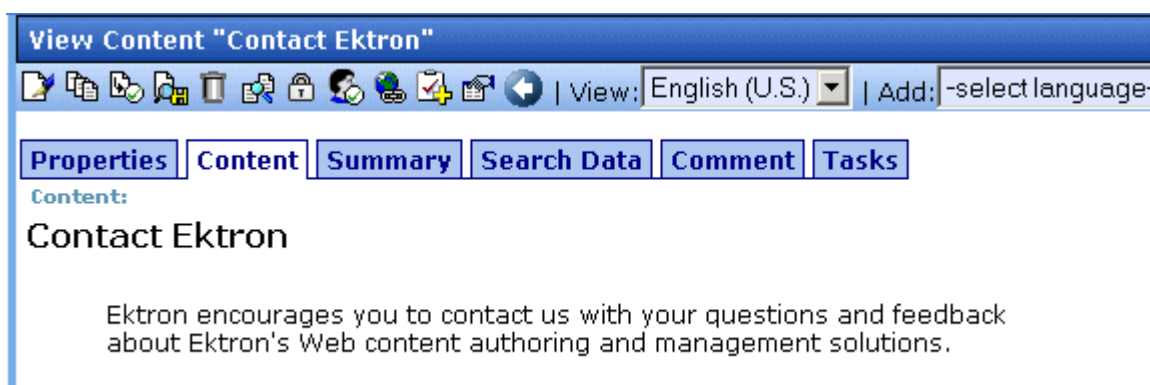 View Content "Contact Ektron"
| View: English (U.S.) | Add: -select language-
Properties Content Summary Search Data Comment Tasks
Content:
Contact Ektron
Ektron encourages you to contact us with your questions and feedback
about Ektron's Web content authoring and management solutions.